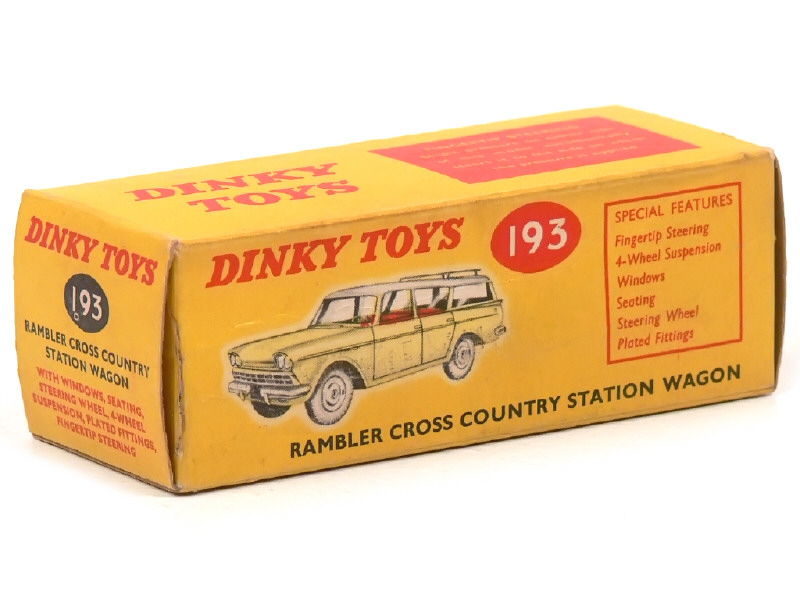 DINKY
TOYS
DINKY TOYS
193
RAMBLER CROSS COUNTRY
STATION WAGON
WITH WINDOWS, SEATING,
STEERING WHEEL, 4-WHEEL
SUSPENSION, PLATED FITTINGS,
FINGERTIP STEERING
DINKY TOYS
193
SPECIAL FEATURES
Fingertip Steering
4-Wheel Suspension
Windows
Seating
Steering Wheel
Plated Fittings
RAMBLER CROSS COUNTRY STATION WAGON